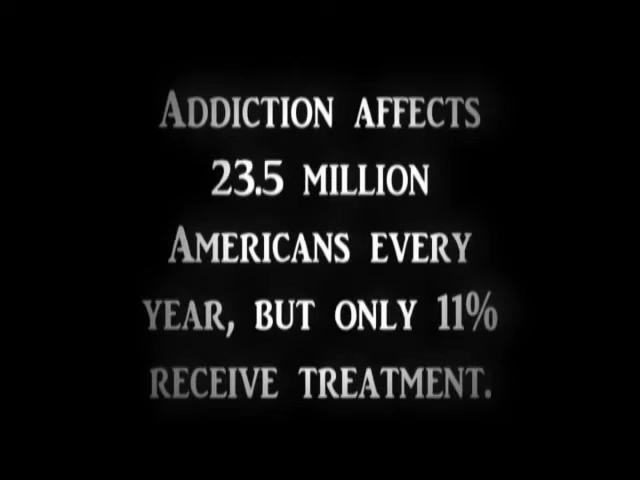 Addiction affects
23.5 million
Americans every
year, but only 11%
receive treatment.